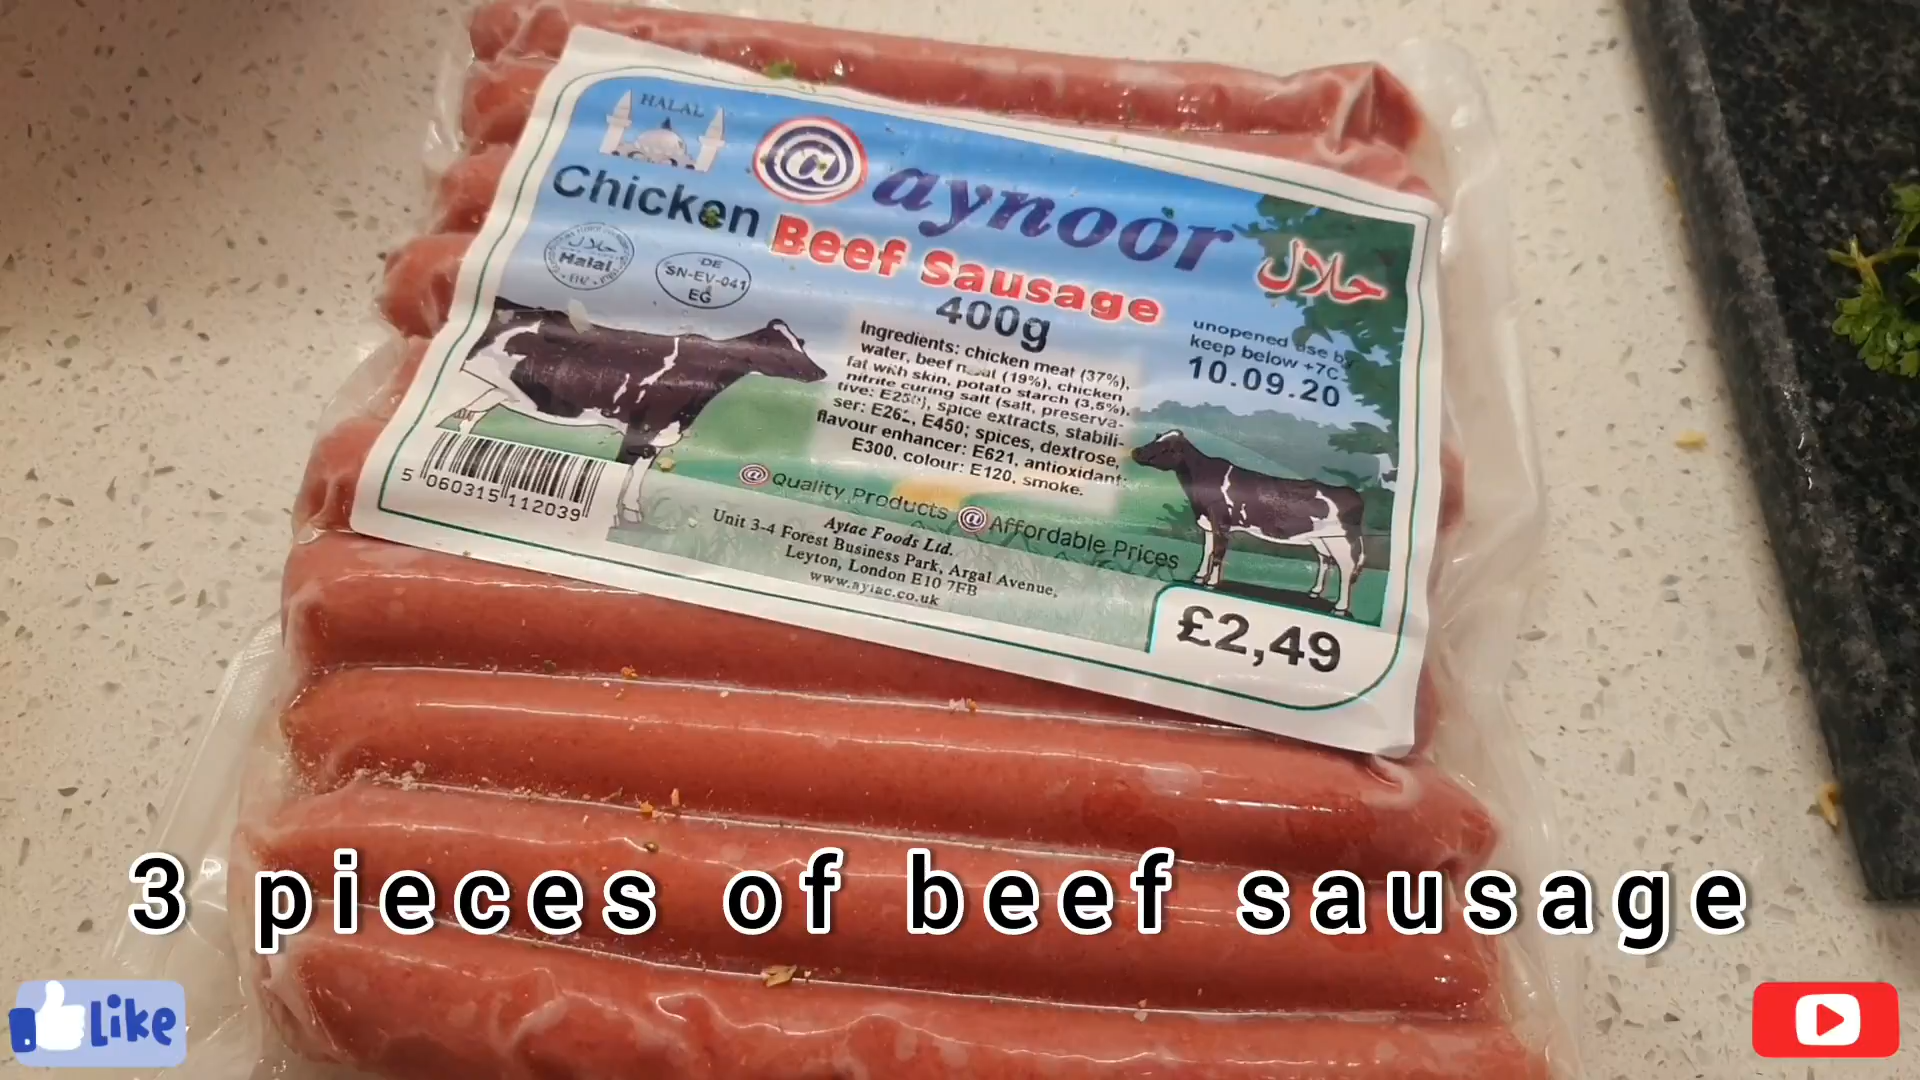 HALAL
@ aynoor
Chicken Beef Sausage
حلال
400g
حلال
Halal
DE
SN-EV-041
EG
unopened use by
keep below +7C
10.09.20
Ingredients: chicken meat (37%),
water, beef meat (19%), chicken
fat with skin, potato starch (3,5%),
nitrite curing salt (salt, preserva-
tive: E250), spice extracts, stabili-
ser: E262, E450; spices, dextrose,
flavour enhancer: E621, antioxidant:
E300, colour: E120, smoke.
5 060315 112039
@ Quality Products @ Affordable Prices
Aytac Foods Ltd.
Unit 3-4 Forest Business Park, Argal Avenue,
Leyton, London E10 7FB
www.aytac.co.uk
£2,49
3 pieces of beef sausage
Like